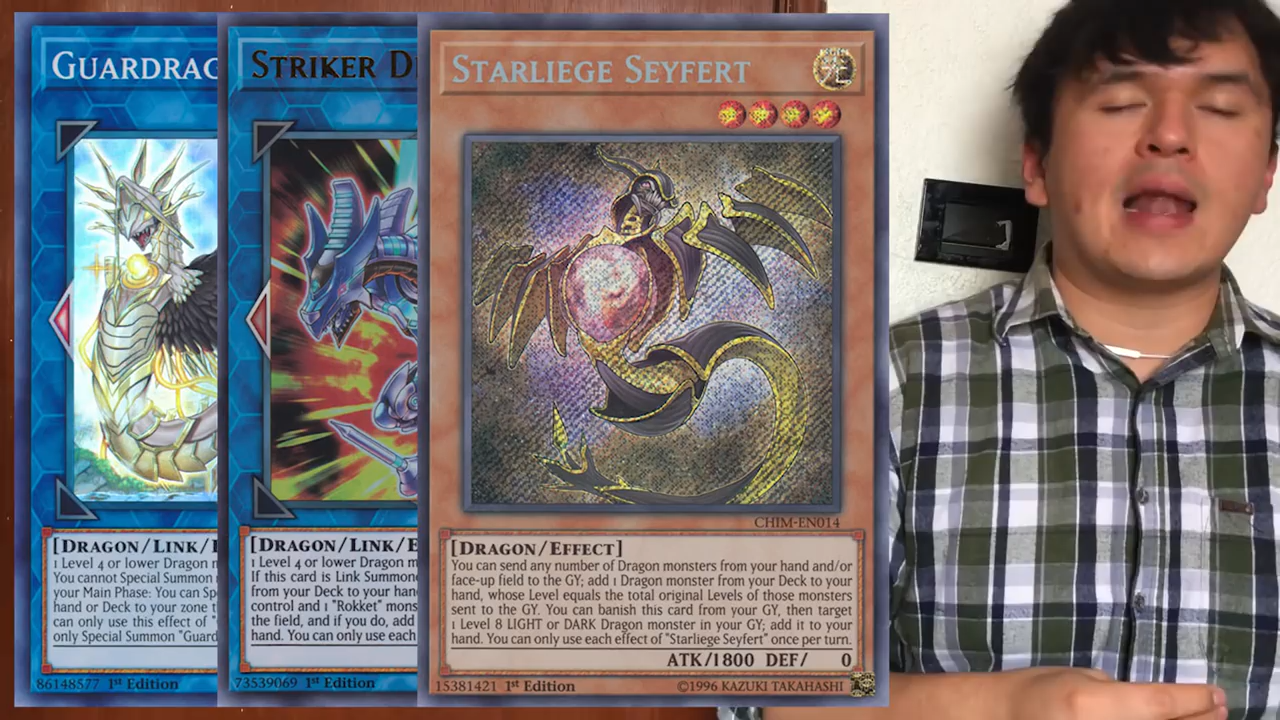 GUARDRAC
[DRAGON/LINK/
1 Level 4 or lower Dragon
You cannot Special Summon
your Main Phase: You can Sp
hand or Deck to your zone
can only use this effect of "
only Special Summon "Guard
86148577 1st Edition
STRIKER D
[DRAGON/LINK/E
1 Level 4 or lower Dragon m
If this card is Link Summon
from your Deck to your han
control and 1 "Rokket" mons
the field, and if you do, add
hand. You can only use each
73539069 1st Edition
STARLIEGE SEYFERT
光
CHIM-EN014
[DRAGON/EFFECT]
You can send any number of Dragon monsters from your hand and/or
face-up field to the GY; add 1 Dragon monster from your Deck to your
hand, whose Level equals the total original Levels of those monsters
sent to the GY. You can banish this card from your GY, then target
1 Level 8 LIGHT or DARK Dragon monster in your GY; add it to your
hand. You can only use each effect of "Starliege Seyfert" once per turn.
ATK/1800 DEF/ 0
15381421 1st Edition ©1996 KAZUKI TAKAHASHI